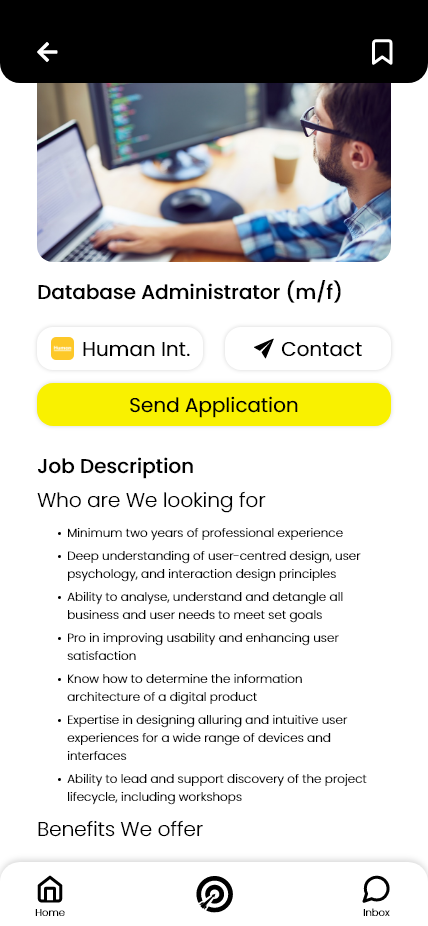 Database Administrator (m/f)
Human Int.
Contact
Send Application
Job Description
Who are We looking for
• Minimum two years of professional experience
• Deep understanding of user-centred design, user
psychology, and interaction design principles
• Ability to analyse, understand and detangle all
business and user needs to meet set goals
• Pro in improving usability and enhancing user
satisfaction
• Know how to determine the information
architecture of a digital product
• Expertise in designing alluring and intuitive user
experiences for a wide range of devices and
interfaces
• Ability to lead and support discovery of the project
lifecycle, including workshops
Benefits We offer
Home
Inbox